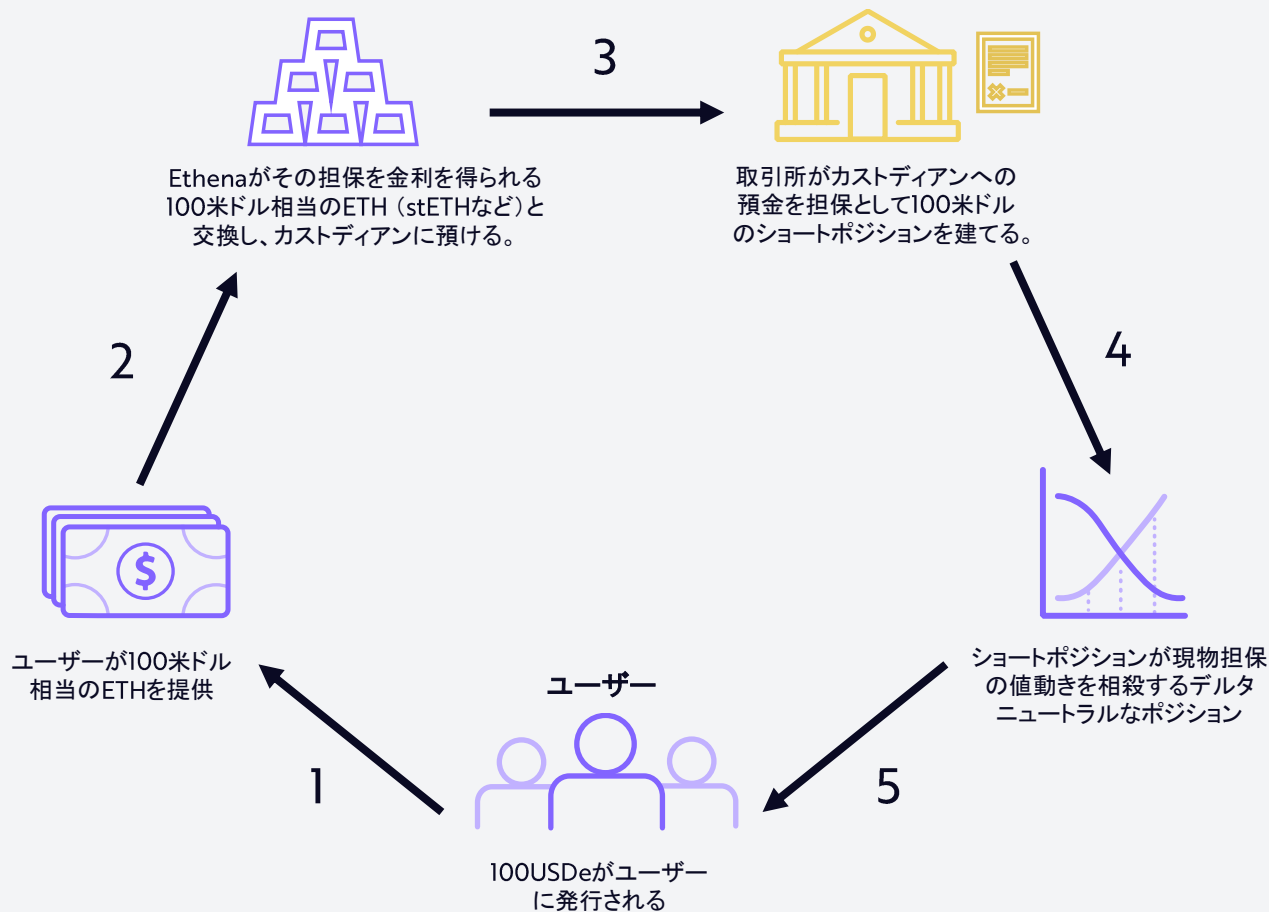 3
Ethenaがその担保を金利を得られる
100米ドル相当のETH（stETHなど）と
交換し、カストディアンに預ける。
取引所がカストディアンへの
預金を担保として100米ドル
のショートポジションを建てる。
2
4
$
ユーザーが100米ドル
相当のETHを提供
ユーザー
ショートポジションが現物担保
の値動きを相殺するデルタ
ニュートラルなポジション
1
5
100USDeがユーザー
に発行される